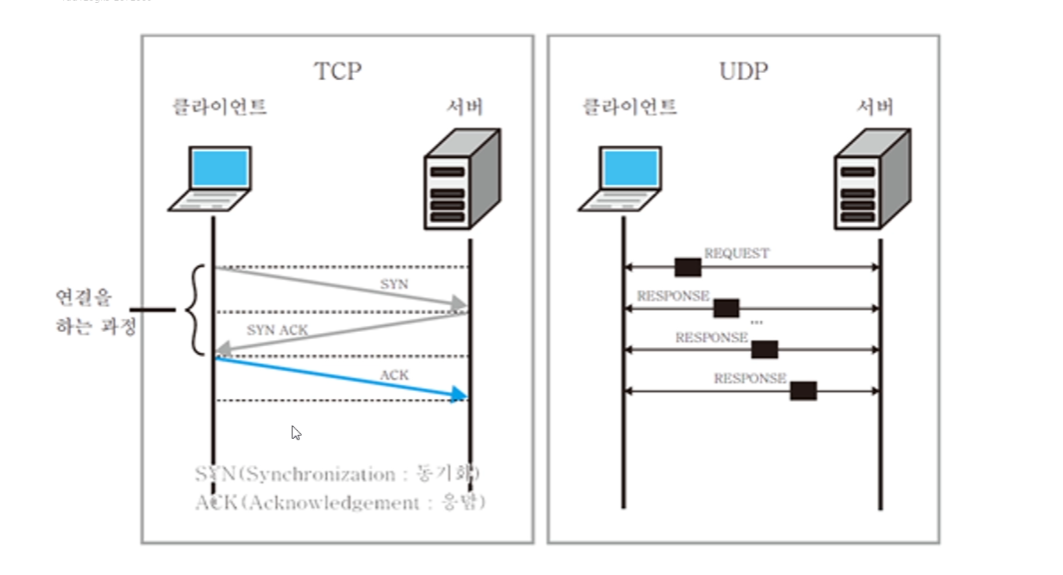 TCP
클라이언트
서버
연결을
하는 과정
SYN
SYN ACK
ACK
SYN(Synchronization : 동기화)
ACK(Acknowledgement : 응답)
UDP
클라이언트
서버
REQUEST
RESPONSE
...
RESPONSE
RESPONSE